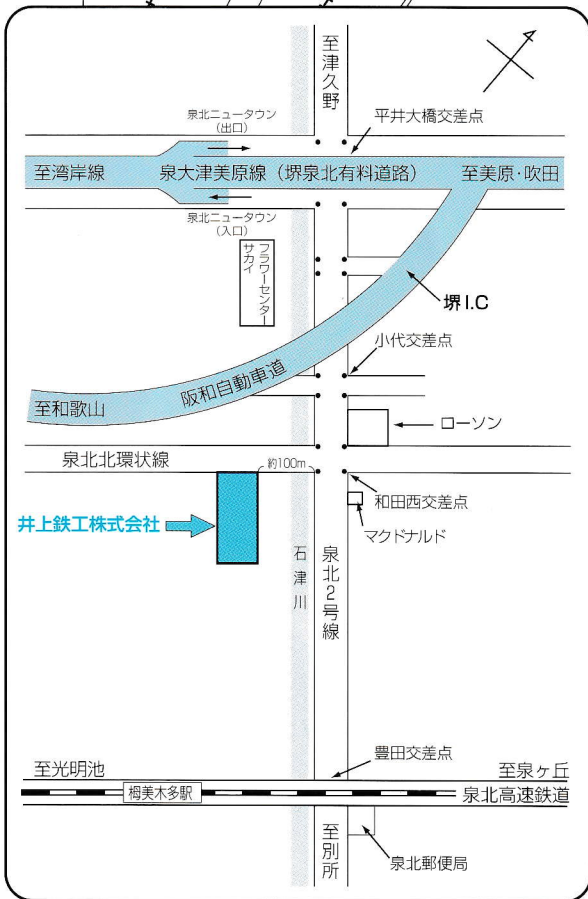 至津久野
泉北ニュータウン
(出口)
平井大橋交差点
至湾岸線
泉大津美原線(堺泉北有料道路)
至美原・吹田
泉北ニュータウン
(入口)
フラワーセンター
サカイ
堺I.C
小代交差点
阪和自動車道
至和歌山
ローソン
泉北北環状線
約100m
和田西交差点
マクドナルド
井上鉄工株式会社
石津川
泉北2号線
豊田交差点
至光明池
至泉ヶ丘
栂美木多駅
泉北高速鉄道
至別所
泉北郵便局